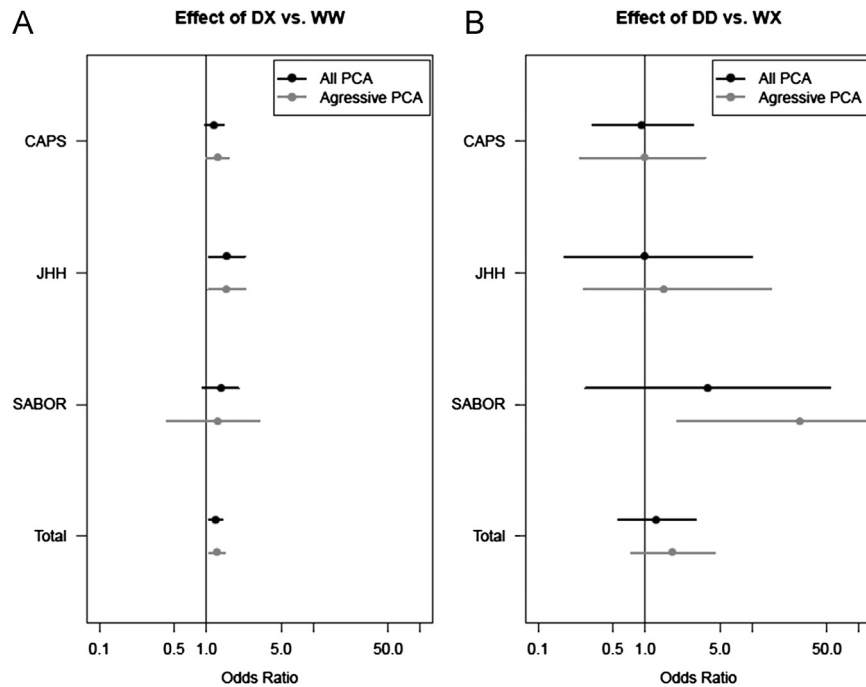 A
Effect of DX vs. WW
All PCA
Agressive PCA
CAPS
JHH
SABOR
Total
0.1 0.5 1.0 5.0 50.0
Odds Ratio
B
Effect of DD vs. WX
All PCA
Agressive PCA
CAPS
JHH
SABOR
Total
0.1 0.5 1.0 5.0 50.0
Odds Ratio